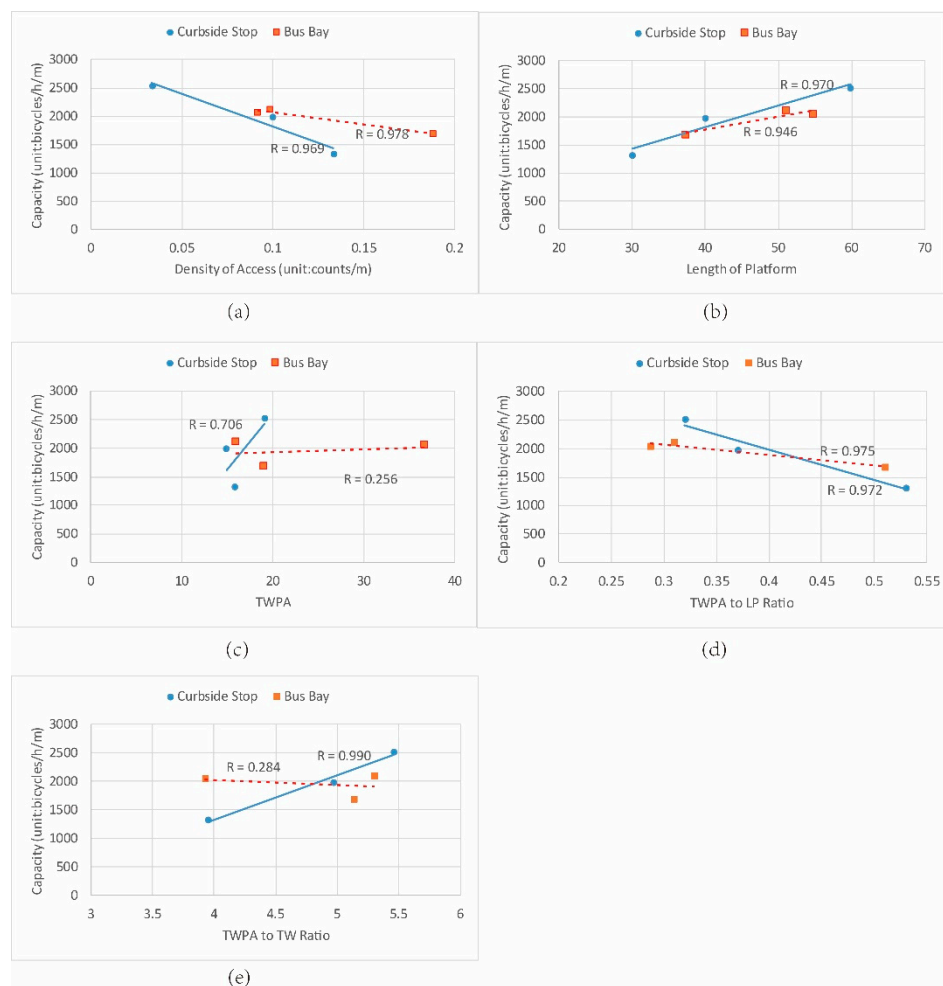 Curbside Stop Bus Bay
Capacity (unit:bicycles/h/m)
3000
2500
2000
1500
1000
500
0
R = 0.978
R = 0.969
0 0.05 0.1 0.15 0.2
Density of Access (unit:counts/m)
(a)
Curbside Stop Bus Bay
Capacity (unit:bicycles/h/m)
3000
2500
2000
1500
1000
500
0
R = 0.970
R = 0.946
20 30 40 50 60 70
Length of Platform
(b)
Curbside Stop Bus Bay
Capacity (unit:bicycles/h/m)
3000
2500
2000
1500
1000
500
0
R = 0.706
R = 0.256
0 10 20 30 40
TWPA
(c)
Curbside Stop Bus Bay
Capacity (unit:bicycles/h/m)
3000
2500
2000
1500
1000
500
0
R = 0.975
R = 0.972
0.2 0.25 0.3 0.35 0.4 0.45 0.5 0.55
TWPA to LP Ratio
(d)
Curbside Stop Bus Bay
Capacity (unit:bicycles/h/m)
3000
2500
2000
1500
1000
500
0
R = 0.990
R = 0.284
3 3.5 4 4.5 5 5.5 6
TWPA to TW Ratio
(e)